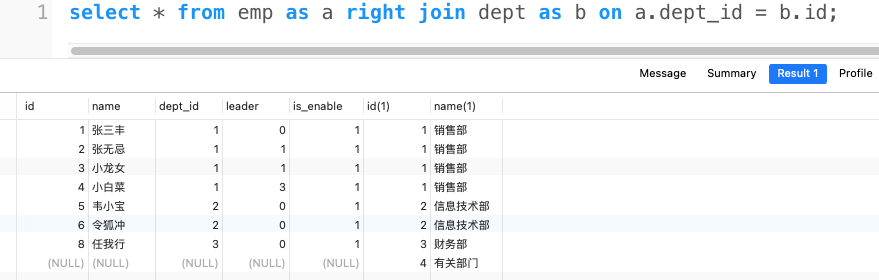 1 select * from emp as a right join dept as b on a.dept_id = b.id;
Message Summary Result 1 Profile
id name dept_id leader is_enable id(1) name(1)
1 张三丰 1 0 1 1 销售部
2 张无忌 1 1 1 1 销售部
3 小龙女 1 1 1 1 销售部
4 小白菜 1 3 1 1 销售部
5 韦小宝 2 0 1 2 信息技术部
6 令狐冲 2 0 1 2 信息技术部
8 任我行 3 0 1 3 财务部
(NULL) (NULL) (NULL) (NULL) (NULL) 4 有关部门